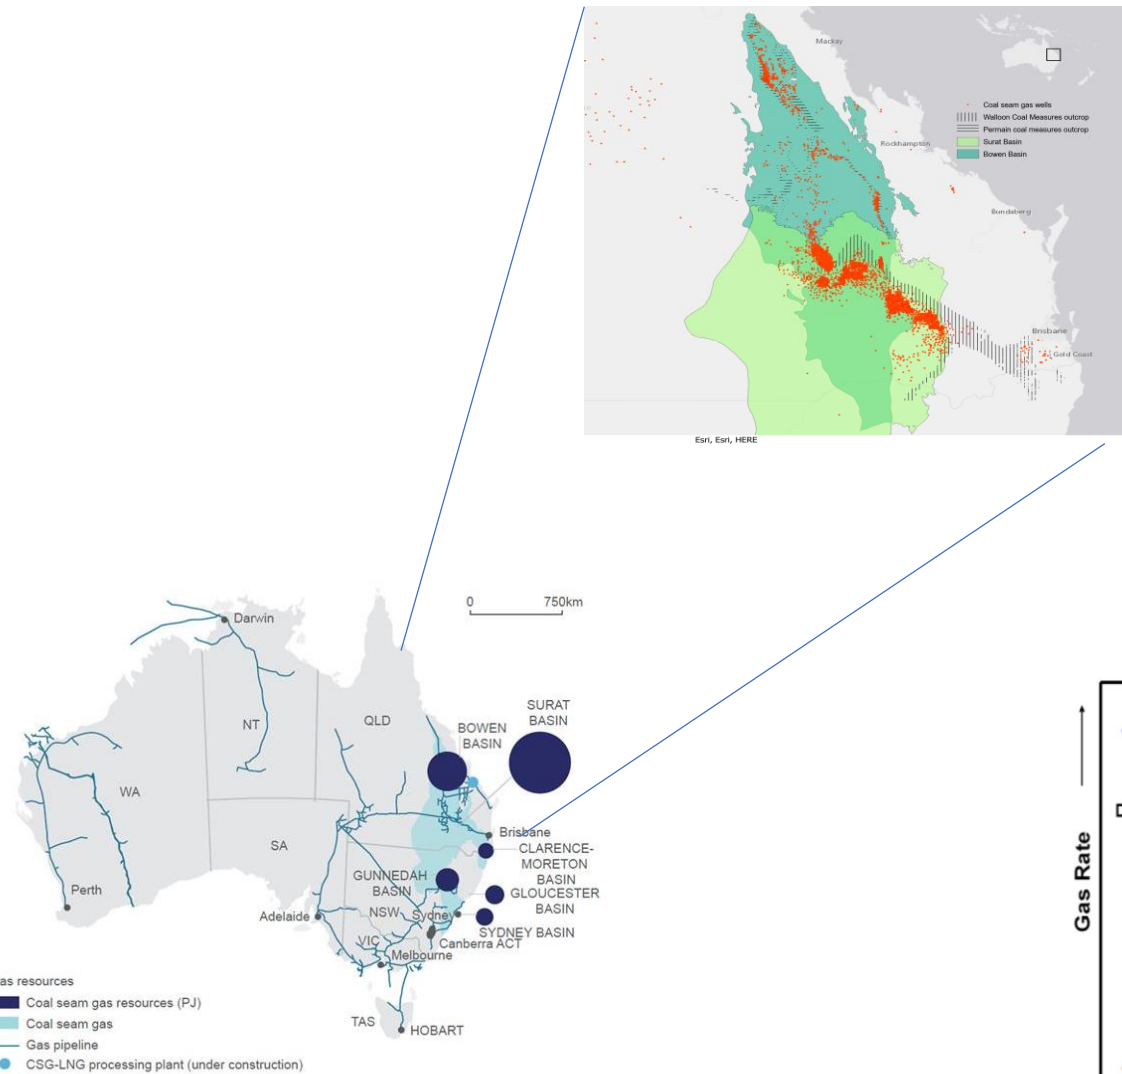 Mackay
Coal seam gas wells
Walloon Coal Measures outcrop
Permain coal measures outcrop
Surat Basin
Bowen Basin
Rockhampton
Bundaberg
Brisbane
Gold Coast
Esri, Esri, HERE
0 750km
Darwin
SURAT
BASIN
BOWEN
BASIN
NT
QLD
WA
SA
Brisbane
CLARENCE-
MORETON
BASIN
GUNNEDAH
BASIN
GLOUCESTER
BASIN
Perth
Adelaide
NSW
Sydney
SYDNEY BASIN
VIC
Canberra ACT
Melbourne
TAS
HOBART
as resources
Coal seam gas resources (PJ)
Coal seam gas
Gas pipeline
CSG-LNG processing plant (under construction)
Gas Rate